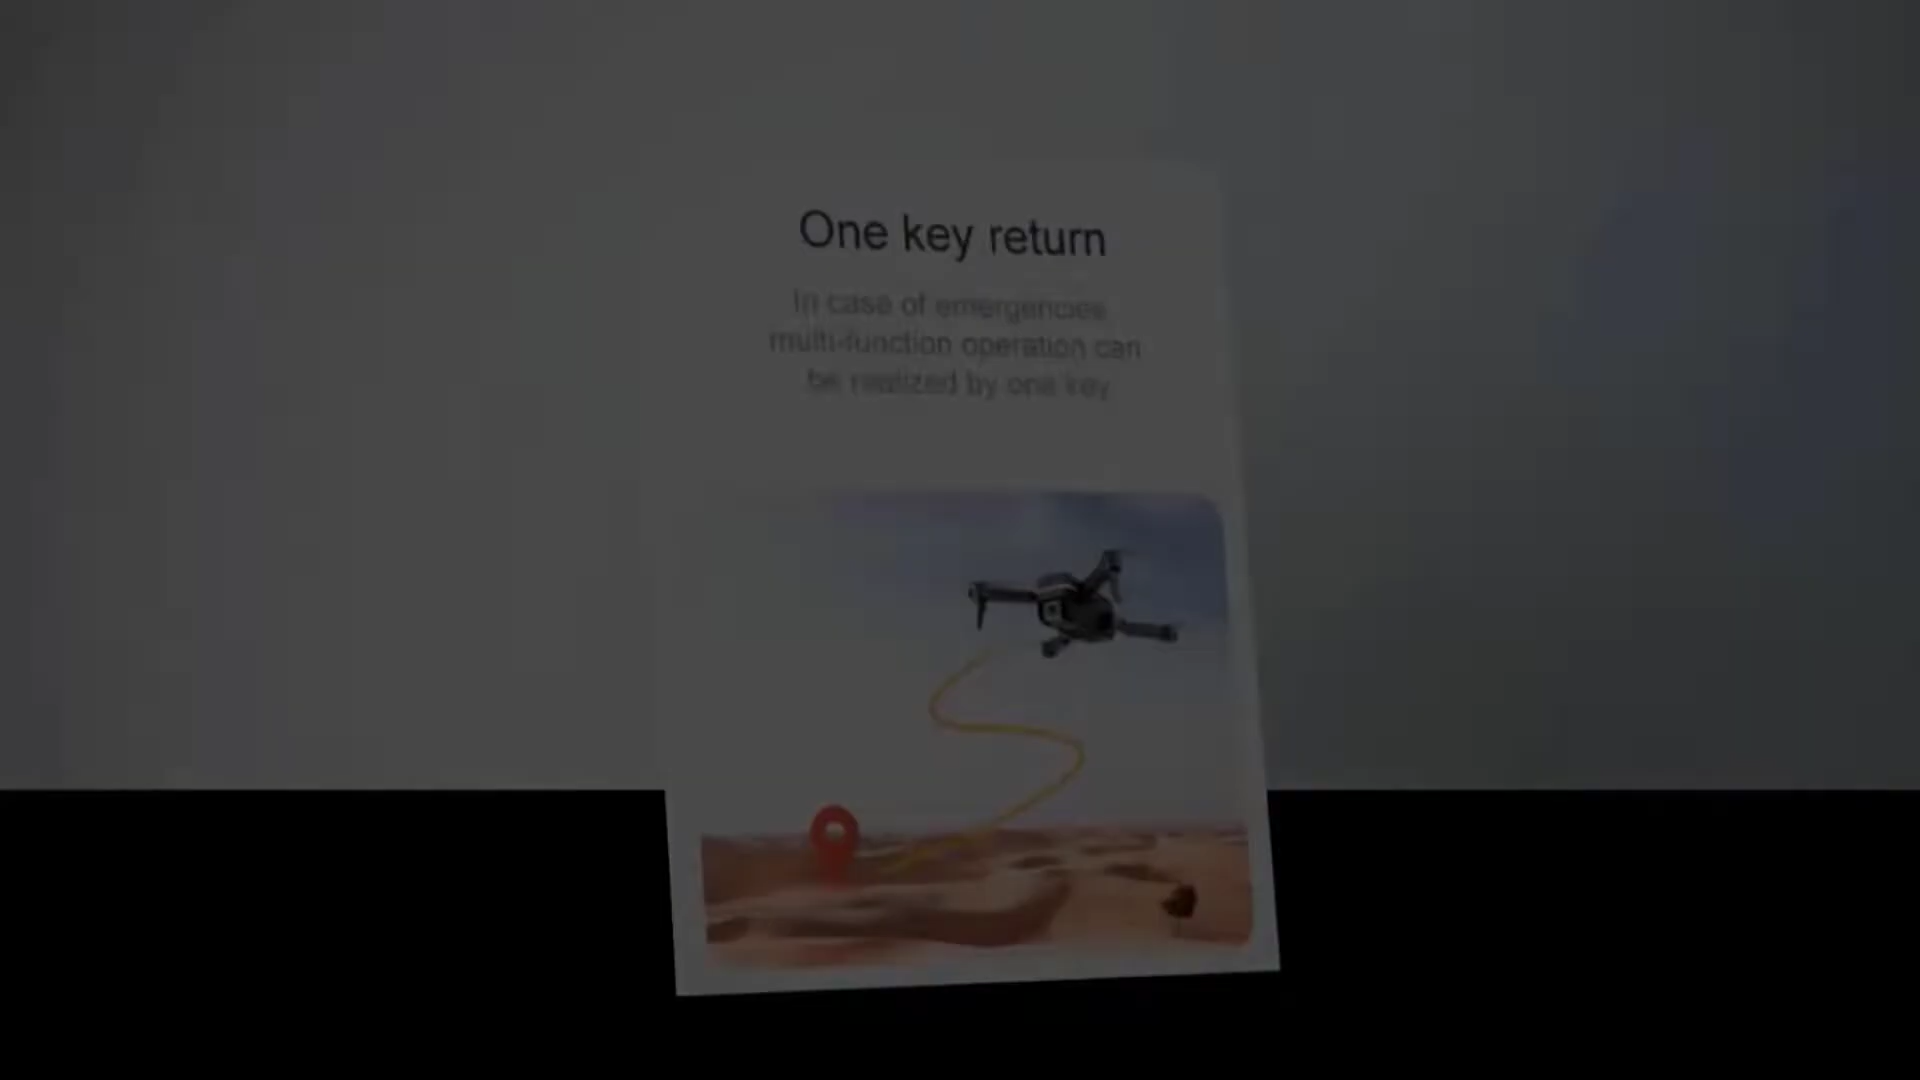 One key return
In case of emergencies
multi-function operation can
be realized by one key